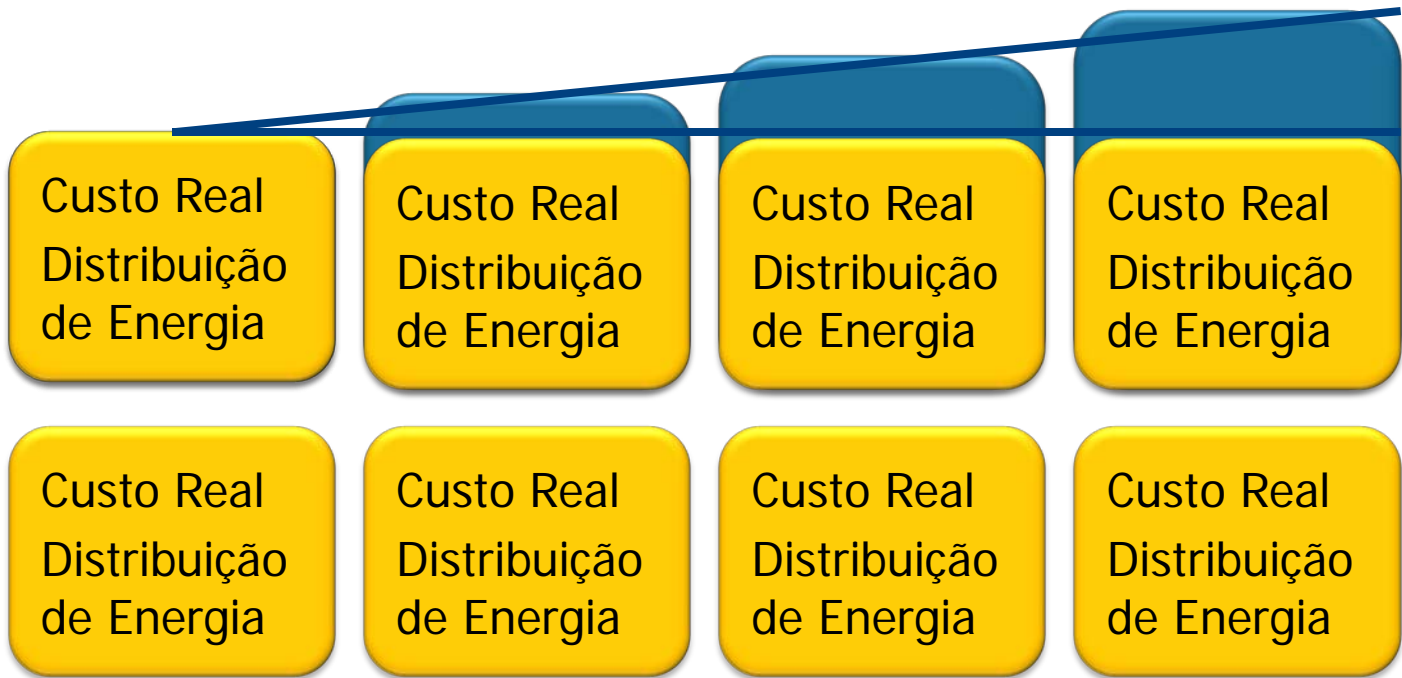 Custo Real
Distribuição
de Energia
Custo Real
Distribuição
de Energia
Custo Real
Distribuição
de Energia
Custo Real
Distribuição
de Energia
Custo Real
Distribuição
de Energia
Custo Real
Distribuição
de Energia
Custo Real
Distribuição
de Energia
Custo Real
Distribuição
de Energia